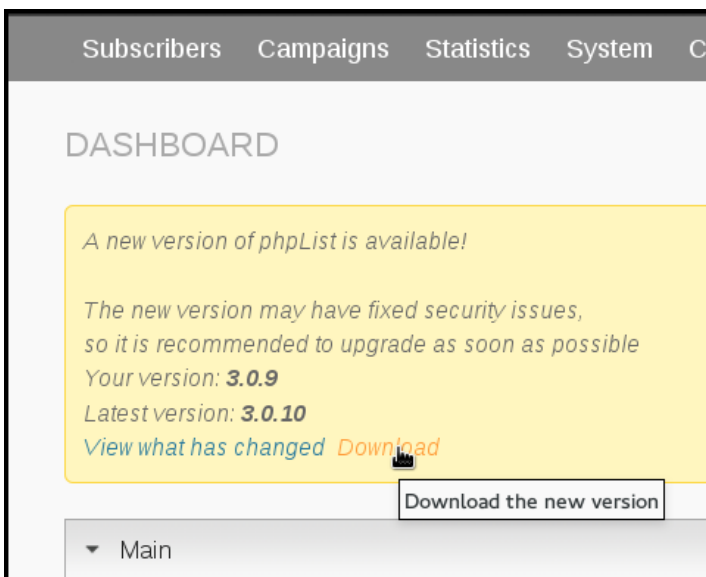 Subscribers Campaigns Statistics System C
DASHBOARD
A new version of phpList is available!
The new version may have fixed security issues,
so it is recommended to upgrade as soon as possible
Your version: 3.0.9
Latest version: 3.0.10
View what has changed Download
Download the new version
Main